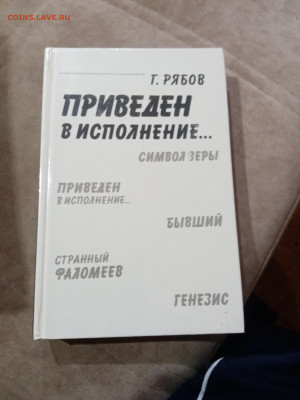 COINS.LAVE.RU
Г. РЯБОВ
ПРИВЕДЕН
В ИСПОЛНЕНИЕ...
СИМВОЛ ВЕРЫ
ПРИВЕДЕН
В ИСПОЛНЕНИЕ...
БЫВШИЙ
СТРАННЫЙ
ФАЛОМЕЕВ
ГЕНЕЗИС